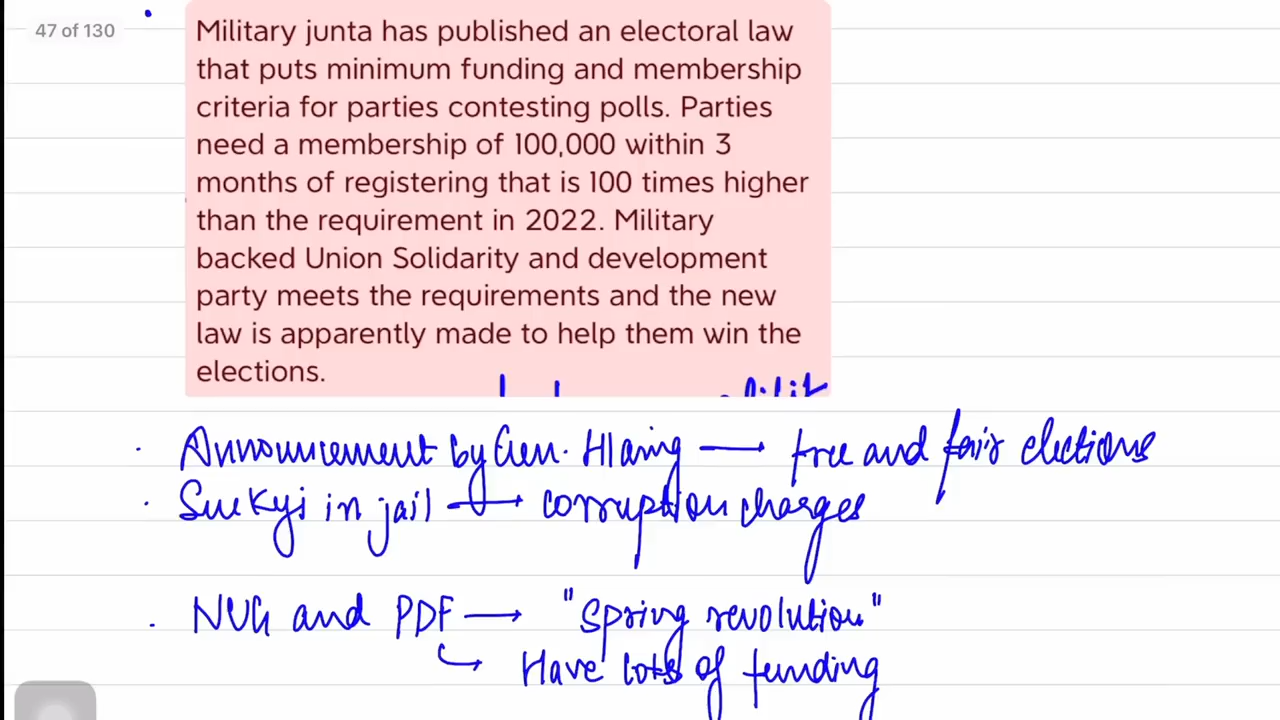 47 of 130
Military junta has published an electoral law
that puts minimum funding and membership
criteria for parties contesting polls. Parties
need a membership of 100,000 within 3
months of registering that is 100 times higher
than the requirement in 2022. Military
backed Union Solidarity and development
party meets the requirements and the new
law is apparently made to help them win the
elections.
· Announcement by Gen. Hlaing → free and fair elections
· Suu Kyi in jail → corruption charges
· NUG and PDF → "Spring revolution"
↳ Have lots of funding